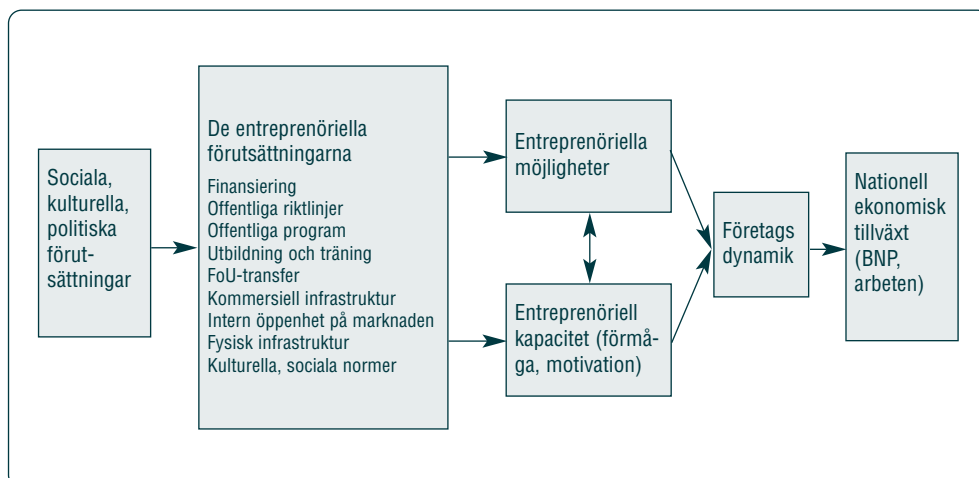 Sociala,
kulturella,
politiska
förut-
sättningar
De entreprenöriella
förutsättningarna
Finansiering
Offentliga riktlinjer
Offentliga program
Utbildning och träning
FoU-transfer
Kommersiell infrastruktur
Intern öppenhet på marknaden
Fysisk infrastruktur
Kulturella, sociala normer
Entreprenöriella
möjligheter
Entreprenöriell
kapacitet (förmå-
ga, motivation)
Företags
dynamik
Nationell
ekonomisk
tillväxt
(BNP,
arbeten)